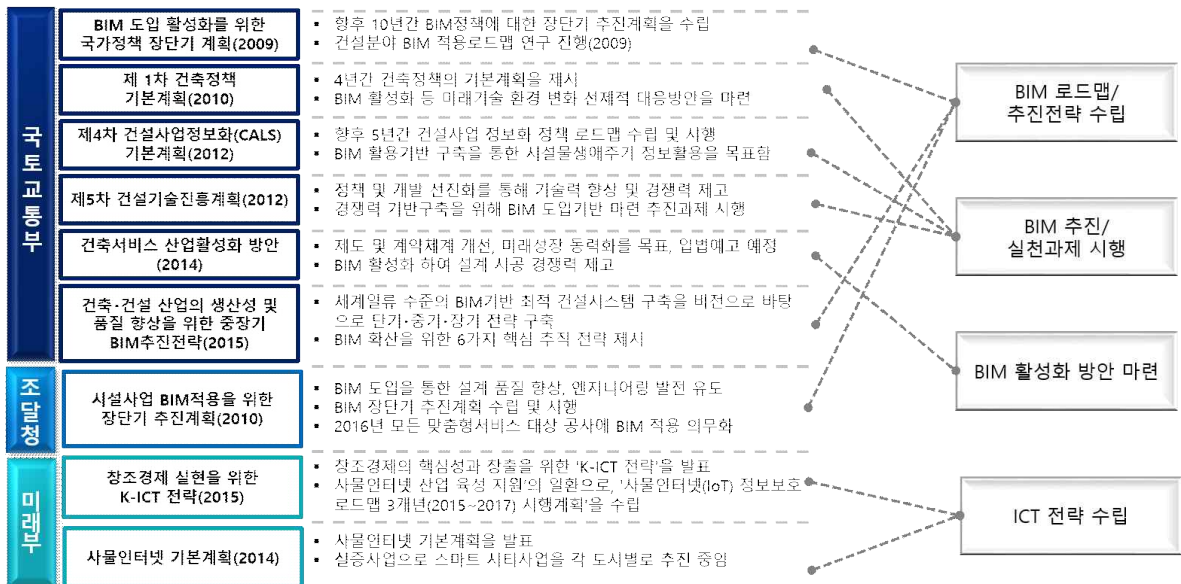 국토교통부
BIM 도입 활성화를 위한
국가정책 장단기 계획(2009)
▪ 향후 10년간 BIM정책에 대한 장단기 추진계획을 수립
▪ 건설분야 BIM 적용로드맵 연구 진행(2009)
제 1차 건축정책
기본계획(2010)
▪ 4년간 건축정책의 기본계획을 제시
▪ BIM 활성화 등 미래기술 환경 변화 선제적 대응방안을 마련
제4차 건설사업정보화(CALS)
기본계획(2012)
▪ 향후 5년간 건설사업 정보화 정책 로드맵 수립 및 시행
▪ BIM 활용기반 구축을 통한 시설물생애주기 정보활용을 목표함
제5차 건설기술진흥계획(2012)
▪ 정책 및 개발 선진화를 통해 기술력 향상 및 경쟁력 제고
▪ 경쟁력 기반구축을 위해 BIM 도입기반 마련 추진과제 시행
건축서비스 산업활성화 방안
(2014)
▪ 제도 및 계약체계 개선, 미래성장 동력화를 목표, 입법예고 예정
▪ BIM 활성화 하여 설계 시공 경쟁력 제고
건축·건설 산업의 생산성 및
품질 향상을 위한 중장기
BIM추진전략(2015)
▪ 세계일류 수준의 BIM기반 최적 건설시스템 구축을 비전으로 바탕
으로 단기·중기·장기 전략 구축
▪ BIM 확산을 위한 6가지 핵심 추직 전략 제시
조달청
시설사업 BIM적용을 위한
장단기 추진계획(2010)
▪ BIM 도입을 통한 설계 품질 향상, 엔지니어링 발전 유도
▪ BIM 장단기 추진계획 수립 및 시행
▪ 2016년 모든 맞춤형서비스 대상 공사에 BIM 적용 의무화
미래부
창조경제 실현을 위한
K-ICT 전략(2015)
▪ 창조경제의 핵심성과 창출을 위한 'K-ICT 전략'을 발표
▪ 사물인터넷 산업 육성 지원'의 일환으로, '사물인터넷(IoT) 정보보호
로드맵 3개년(2015~2017) 시행계획'을 수립
사물인터넷 기본계획(2014)
▪ 사물인터넷 기본계획을 발표
▪ 실증사업으로 스마트 시티사업을 각 도시별로 추진 중임
BIM 로드맵/
추진전략 수립
BIM 추진/
실천과제 시행
BIM 활성화 방안 마련
ICT 전략 수립